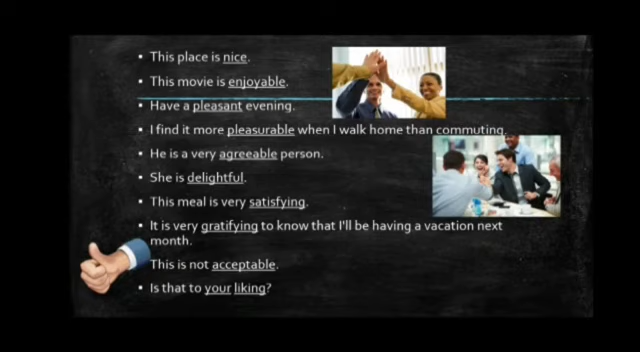 ▪ This place is nice.
▪ This movie is enjoyable.
▪ Have a pleasant evening.
▪ I find it more pleasurable when I walk home than commuting.
▪ He is a very agreeable person.
▪ She is delightful.
▪ This meal is very satisfying.
▪ It is very gratifying to know that I'll be having a vacation next
month.
This is not acceptable.
▪ Is that to your liking?